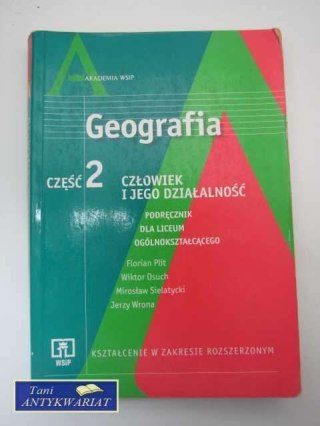 AKADEMIA WSiP
Geografia
CZĘŚĆ 2 CZŁOWIEK
I JEGO DZIAŁALNOŚĆ
PODRĘCZNIK
DLA LICEUM
OGÓLNOKSZTAŁCĄCEGO
Florian Plit
Wiktor Osuch
Mirosław Sielatycki
Jerzy Wrona
WSiP
KSZTAŁCENIE W ZAKRESIE ROZSZERZONYM
Tani
ANTYKWARIAT